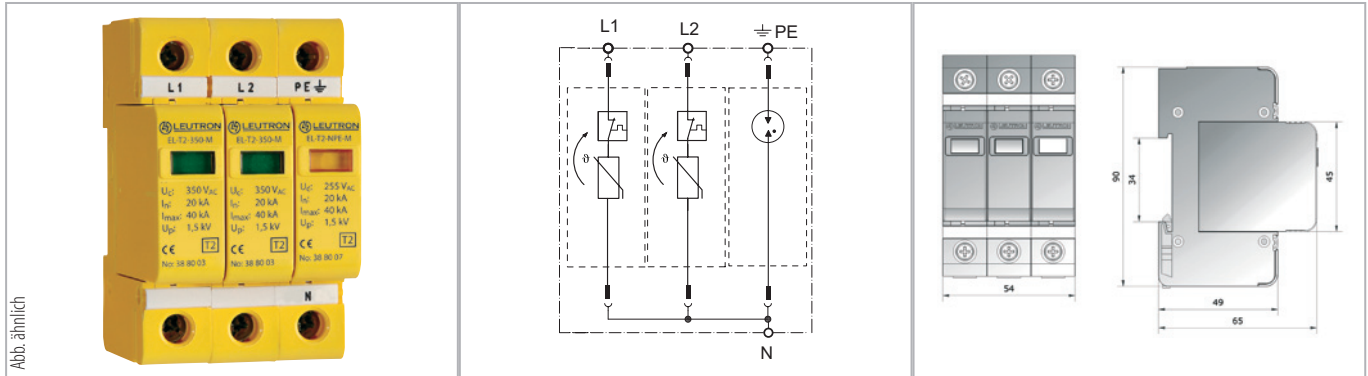 L1 L2 PE
LEUTRON LEUTRON LEUTRON
EL-T2-350-M EL-T2-350-M EL-T2-NPE-M
Uc: 350 VAC Uc: 350 VAC Uc: 255 VAC
In: 20 kA In: 20 kA In: 20 kA
Imax: 40 kA Imax: 40 kA Imax: 40 kA
Up: 1,5 kV Up: 1,5 kV Up: 1,5 kV
CE T2 CE T2 CE T2
No: 38 80 03 No: 38 80 03 No: 38 80 07
N
Abb. ähnlich
L1 L2 PE
ϑ ϑ
N
LEUTRON LEUTRON LEUTRON
54
90
34
45
49
65